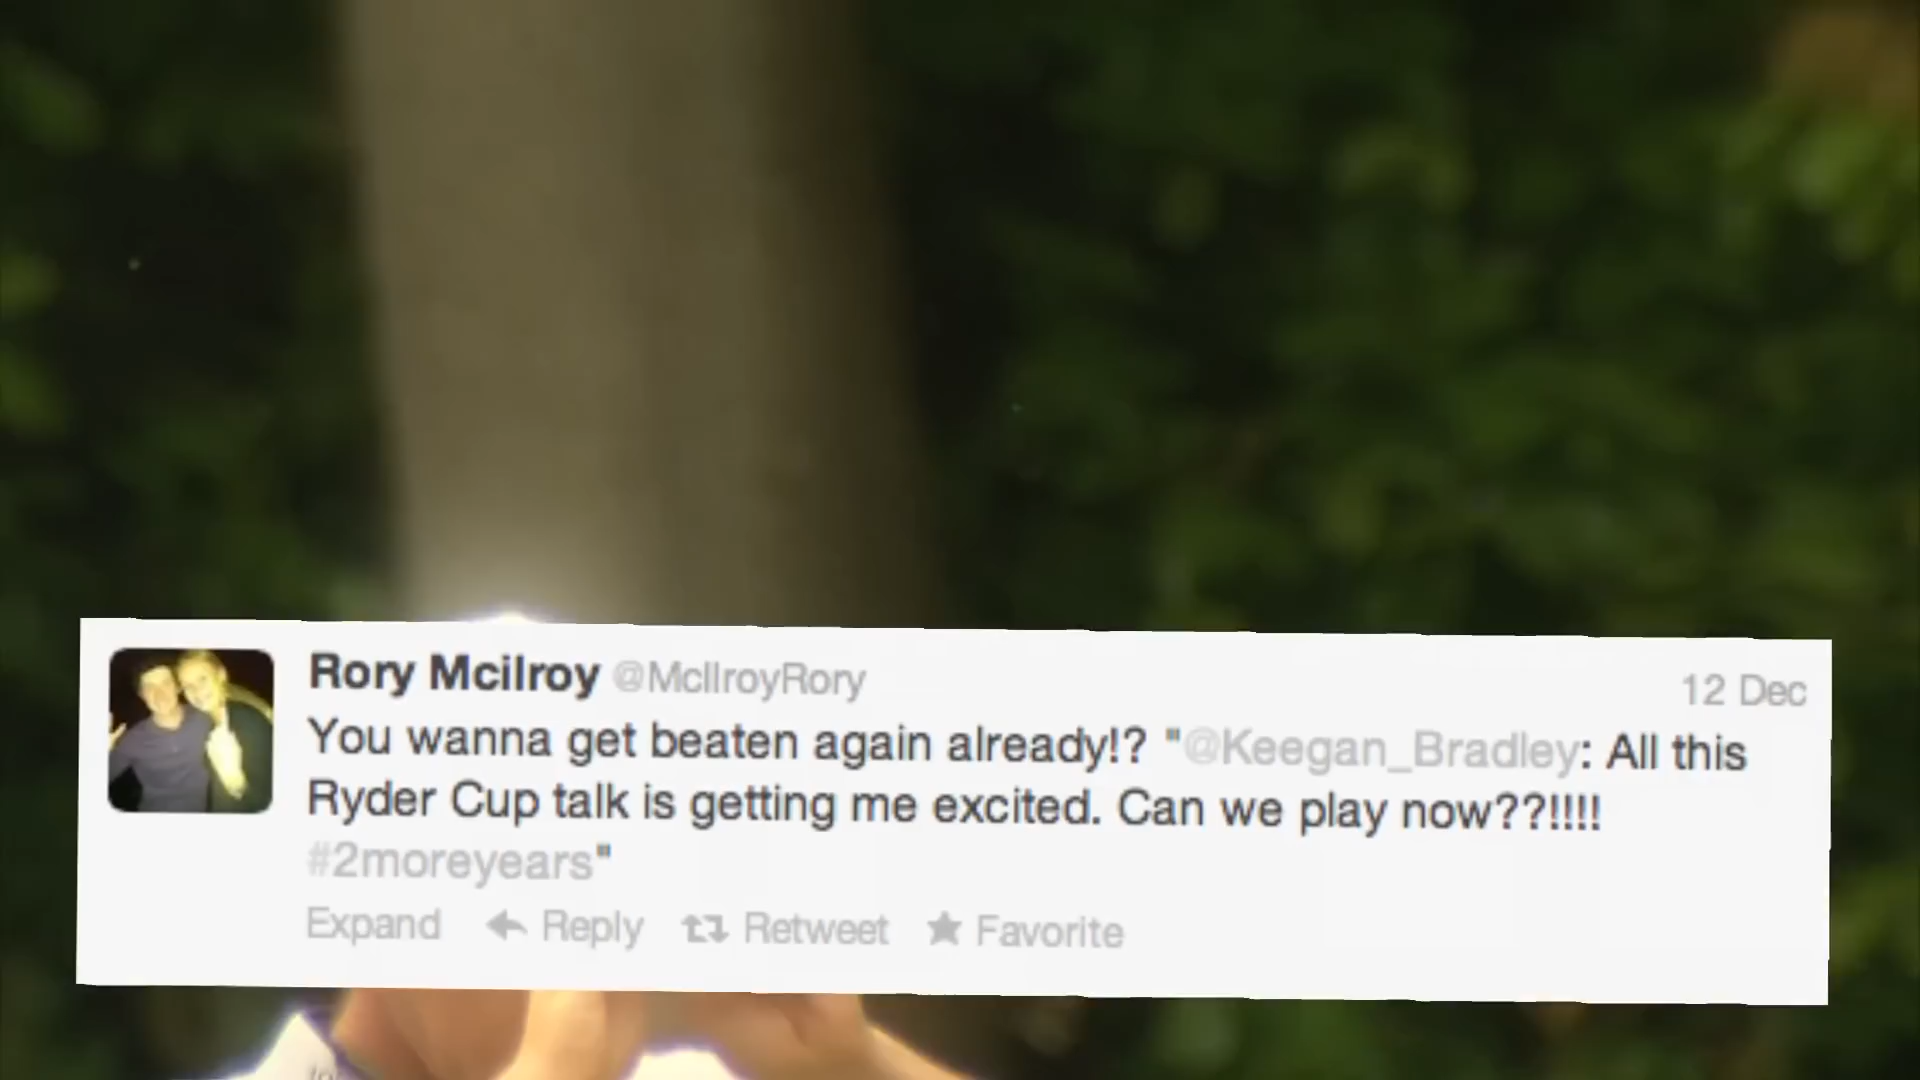 Rory Mcilroy @McIlroyRory 12 Dec
You wanna get beaten again already!? "@Keegan_Bradley: All this
Ryder Cup talk is getting me excited. Can we play now??!!!!
#2moreyears"
Expand Reply Retweet Favorite